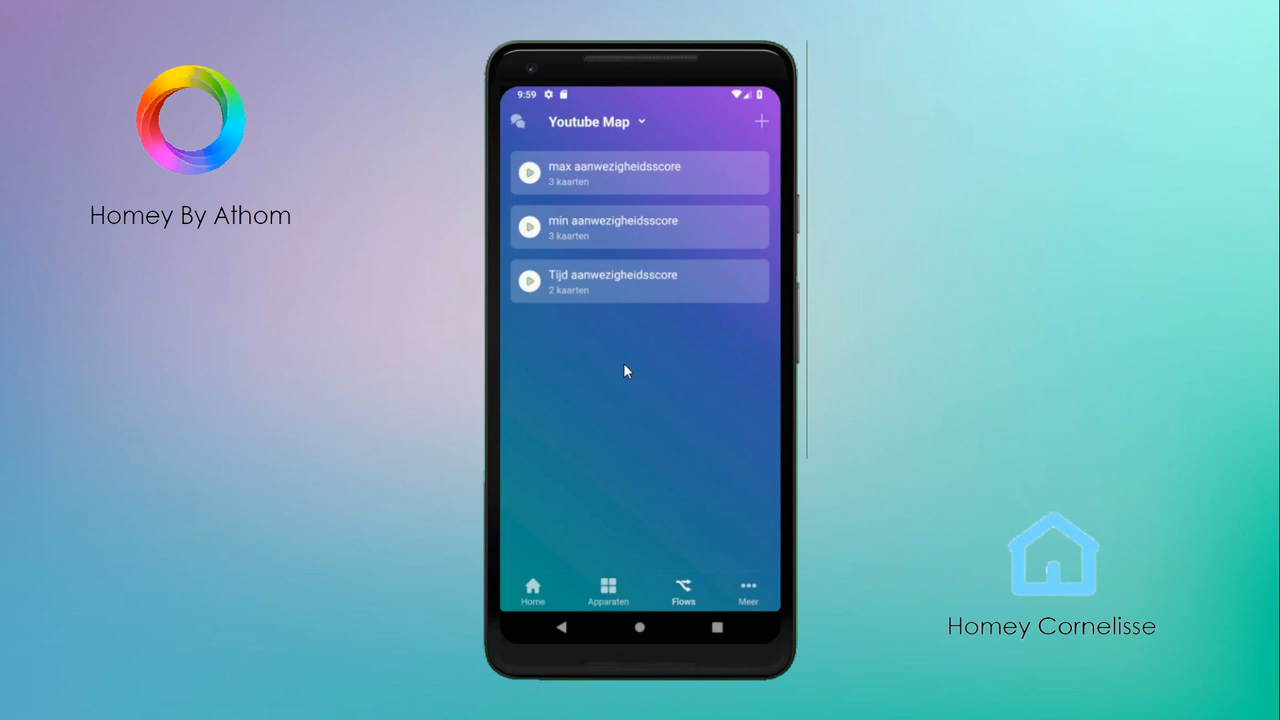 Homey By Athom
9:59
Youtube Map
max aanwezigheidsscore
3 kaarten
min aanwezigheidsscore
3 kaarten
Tijd aanwezigheidsscore
2 kaarten
Home
Apparaten
Flows
Meer
Homey Cornelisse